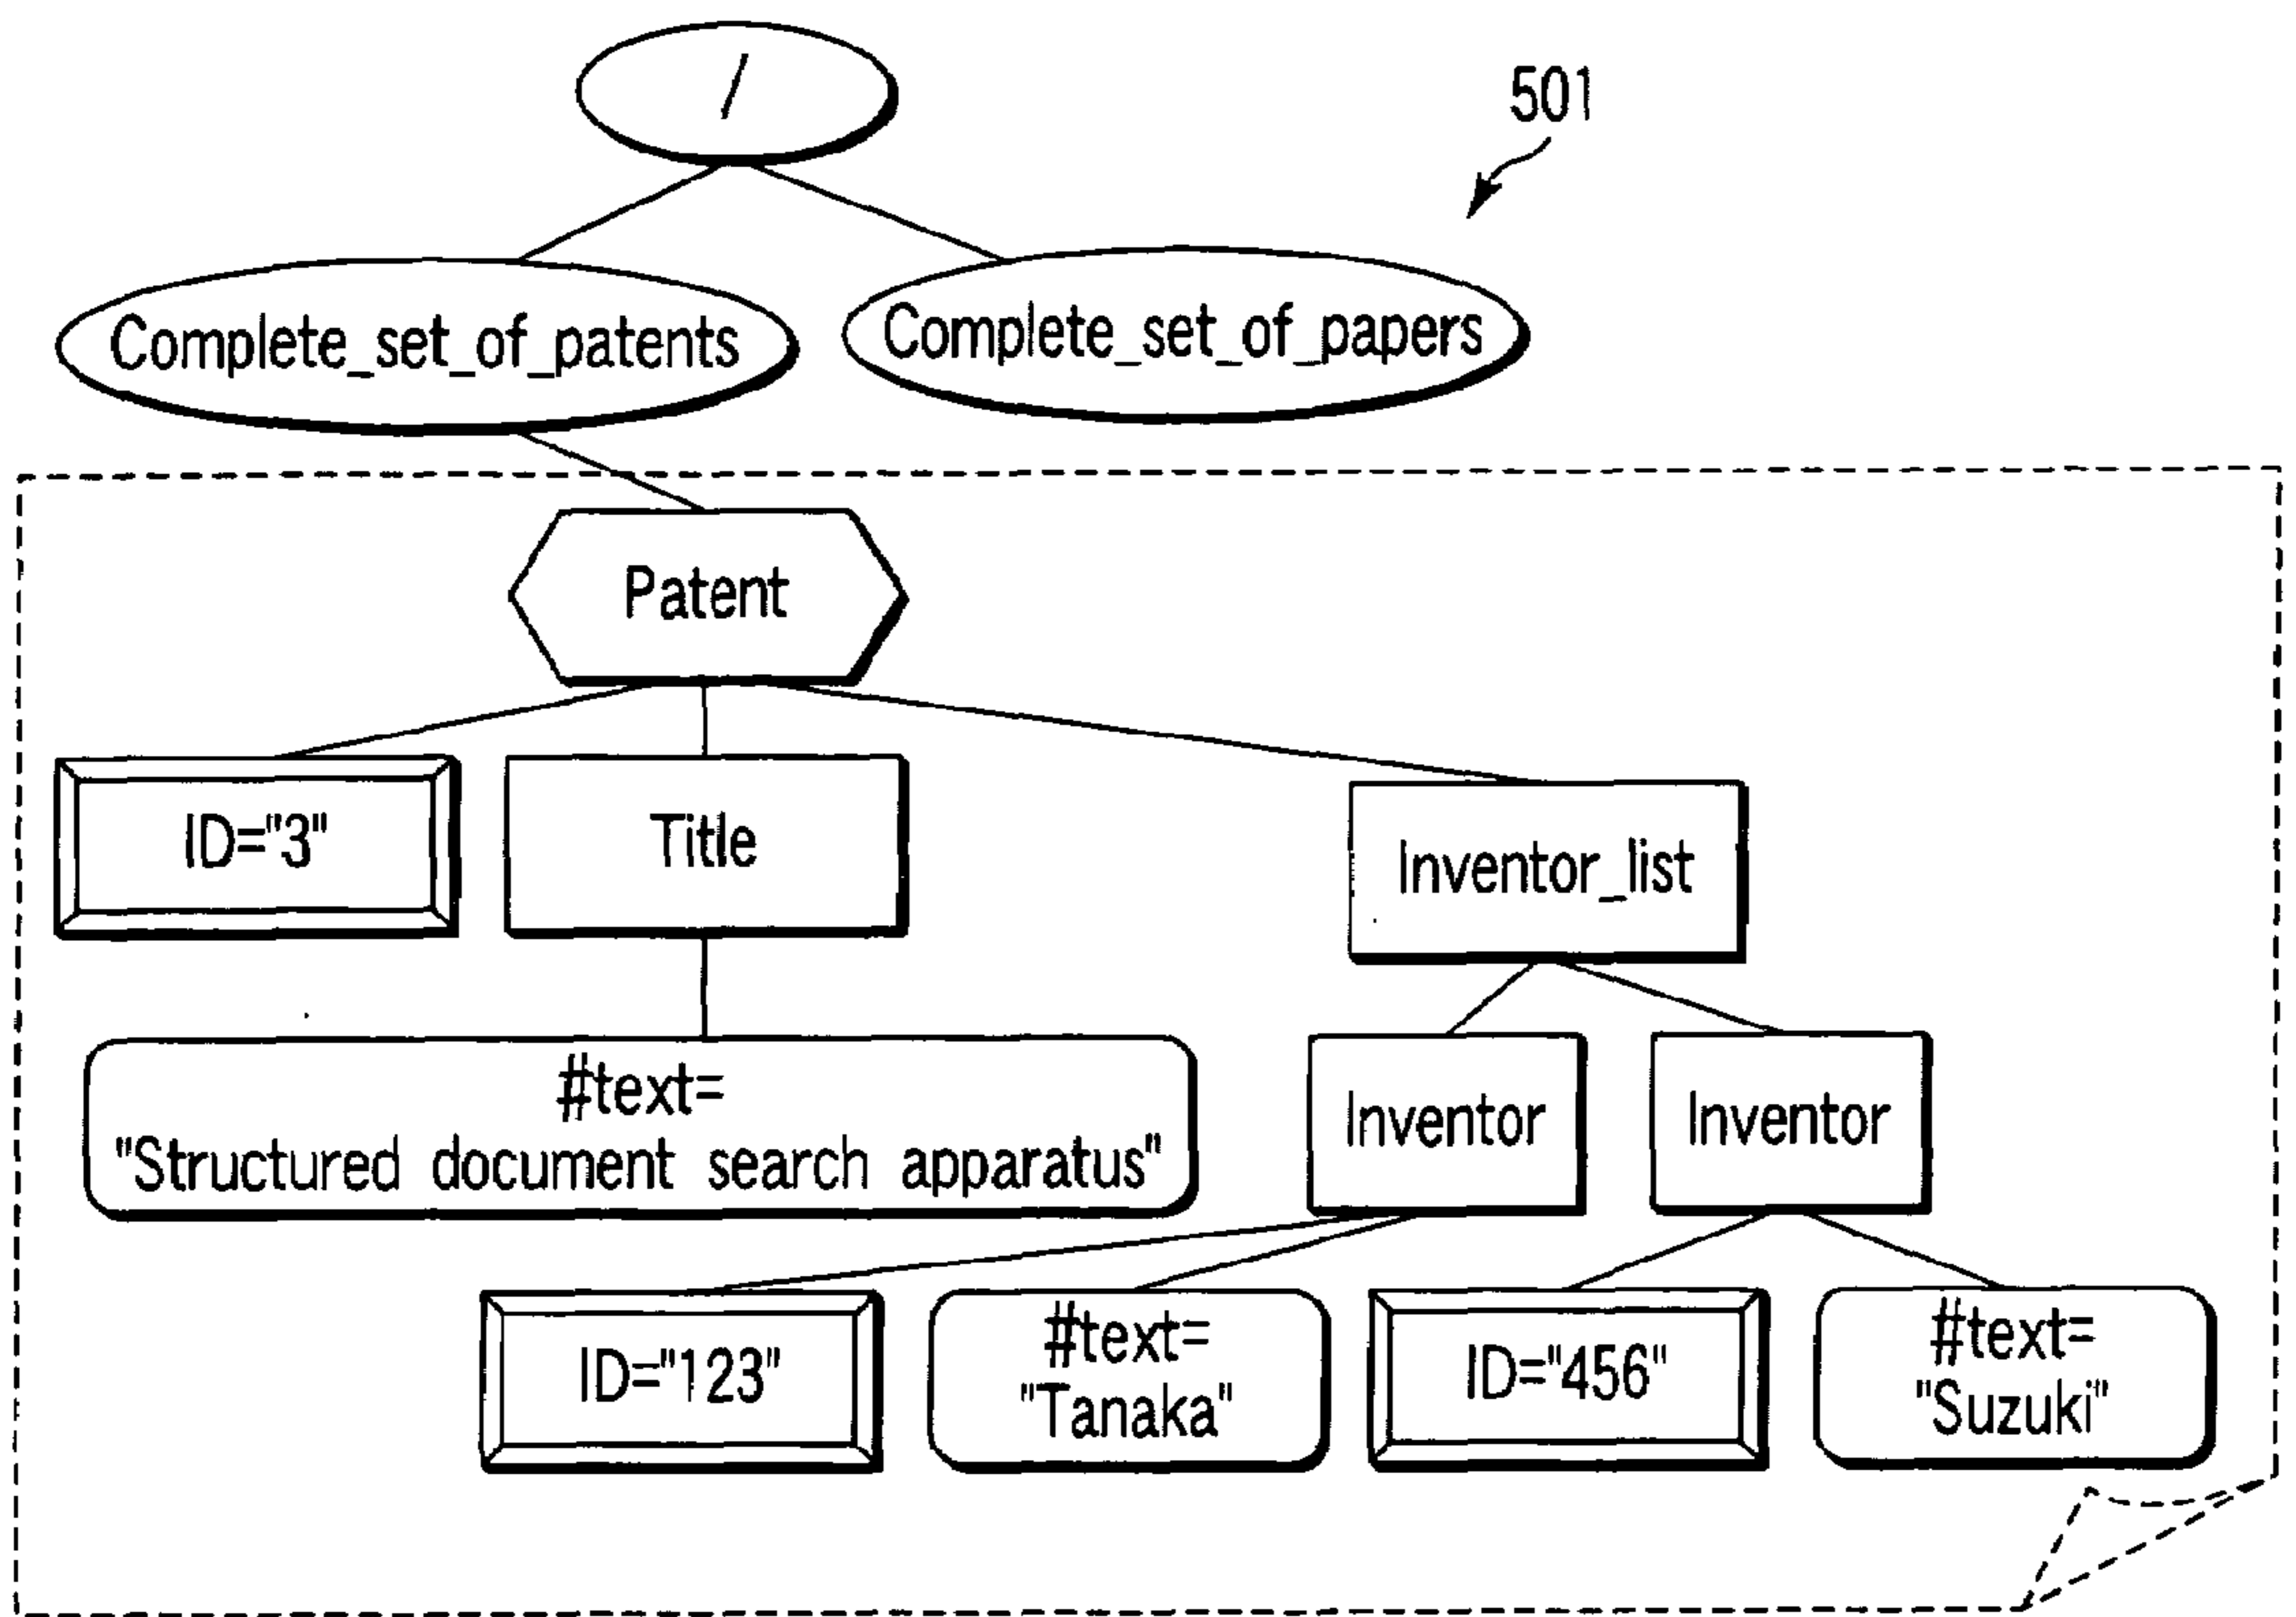 /
501
Complete_set_of_patents
Complete_set_of_papers
Patent
ID="3"
Title
Inventor_list
#text=
"Structured document search apparatus"
Inventor
Inventor
ID="123"
#text=
"Tanaka"
ID="456"
#text=
"Suzuki"